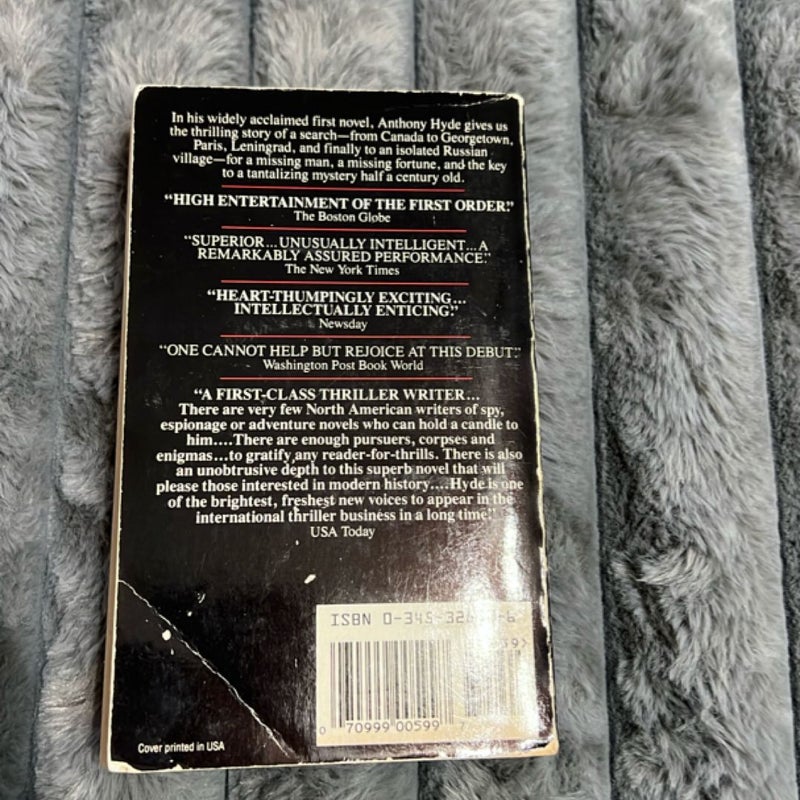 In his widely acclaimed first novel, Anthony Hyde gives us
the thrilling story of a search—from Canada to Georgetown,
Paris, Leningrad, and finally to an isolated Russian
village—for a missing man, a missing fortune, and the key
to a tantalizing mystery half a century old.
“HIGH ENTERTAINMENT OF THE FIRST ORDER.”
The Boston Globe
“SUPERIOR...UNUSUALLY INTELLIGENT...A
REMARKABLY ASSURED PERFORMANCE.”
The New York Times
“HEART-THUMPINGLY EXCITING...
INTELLECTUALLY ENTICING.”
Newsday
“ONE CANNOT HELP BUT REJOICE AT THIS DEBUT.”
Washington Post Book World
“A FIRST-CLASS THRILLER WRITER...
There are very few North American writers of spy,
espionage or adventure novels who can hold a candle to
him....There are enough pursuers, corpses and
enigmas...to gratify any reader-for-thrills. There is also
an unobtrusive depth to this superb novel that will
please those interested in modern history....Hyde is one
of the brightest, freshest new voices to appear in the
international thriller business in a long time.”
USA Today
ISBN 0-345-
0 70999 00599
Cover printed in USA